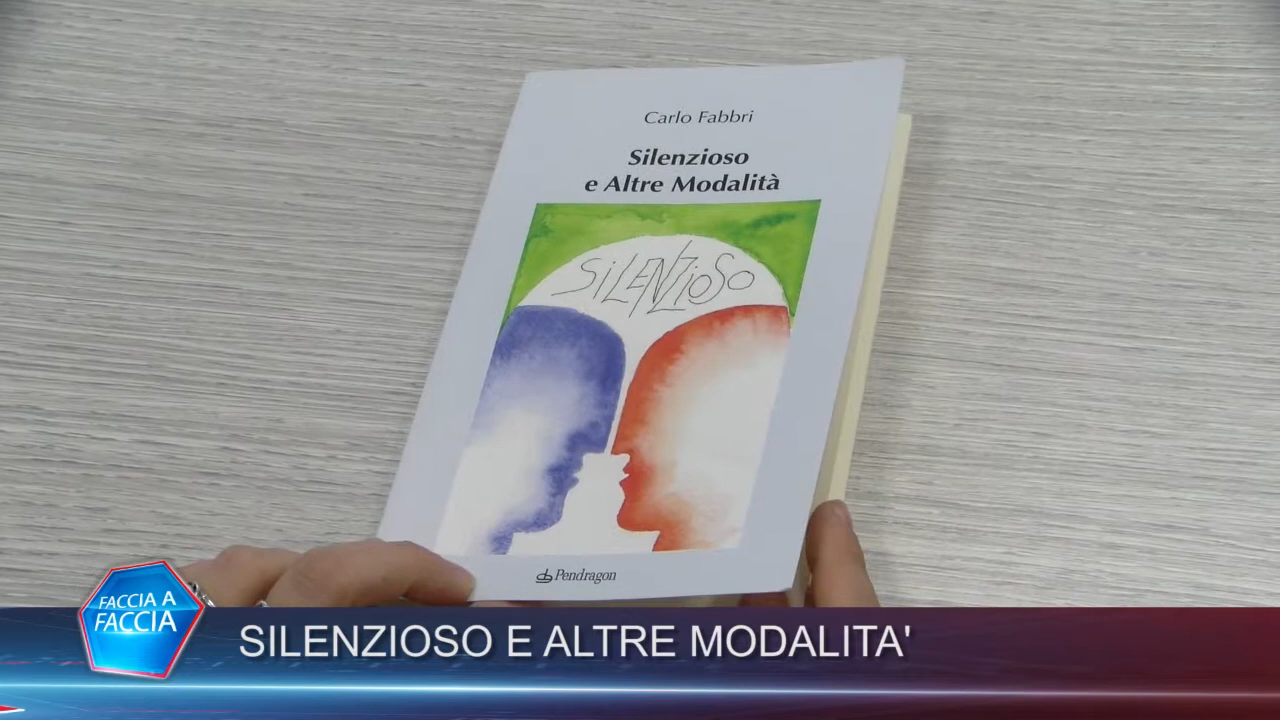 Carlo Fabbri
Silenzioso
e Altre Modalità
SiLENZioSo
Pendragon
FACCIA A
FACCIA
SILENZIOSO E ALTRE MODALITA'